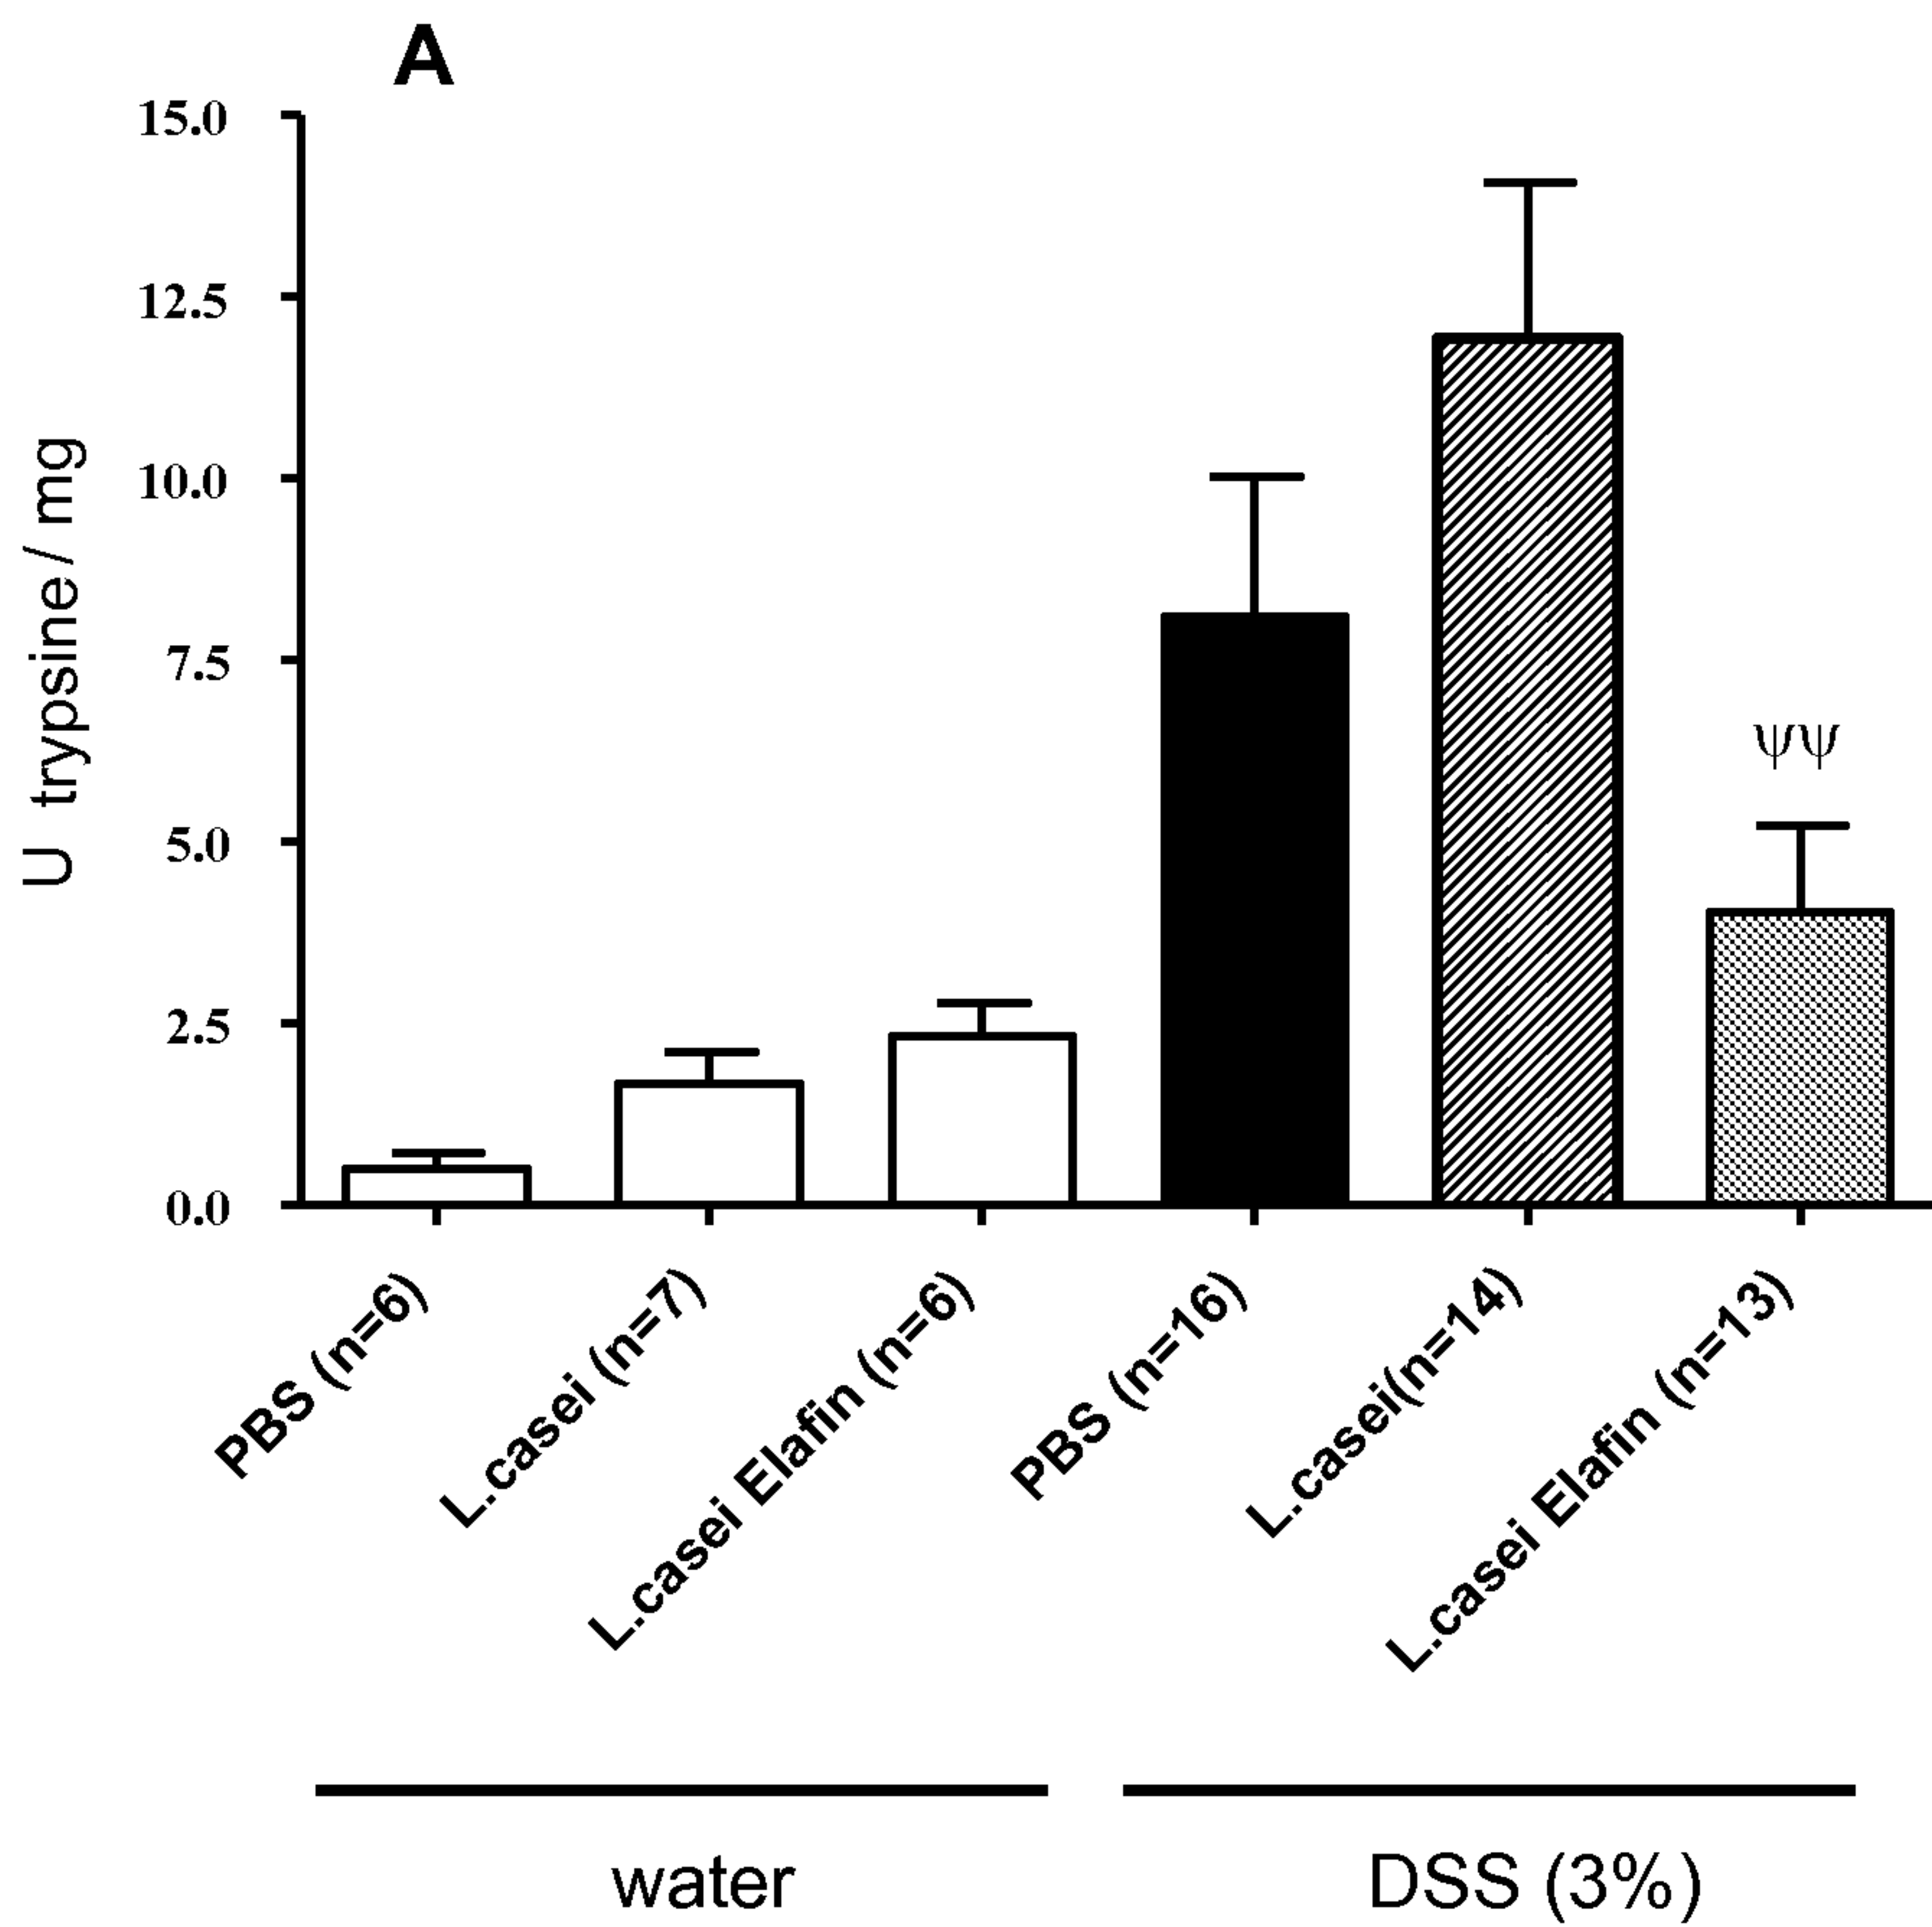 A
15.0
12.5
10.0
7.5
5.0
2.5
0.0
U trypsine / mg
ψψ
PBS (n=6)
L.casei (n=7)
L.casei Elafin (n=6)
PBS (n=16)
L.casei(n=14)
L.casei Elafin (n=13)
water
DSS (3%)